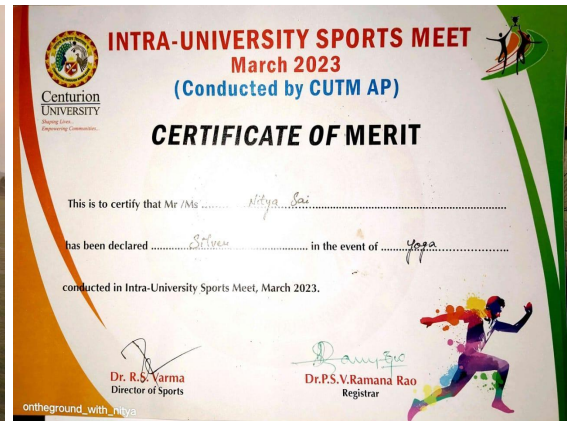 INTRA-UNIVERSITY SPORTS MEET
March 2023
(Conducted by CUTM AP)
Centurion
UNIVERSITY
Shaping Lives...
Empowering Communities...
CERTIFICATE OF MERIT
This is to certify that Mr /Ms ........ Nitya Sai ........
has been declared ........ Silver ........ in the event of ........ yoga ........
conducted in Intra-University Sports Meet, March 2023.
Dr. R.S. Varma
Director of Sports
Dr.P.S.V.Ramana Rao
Registrar
ontheground_with_nitya